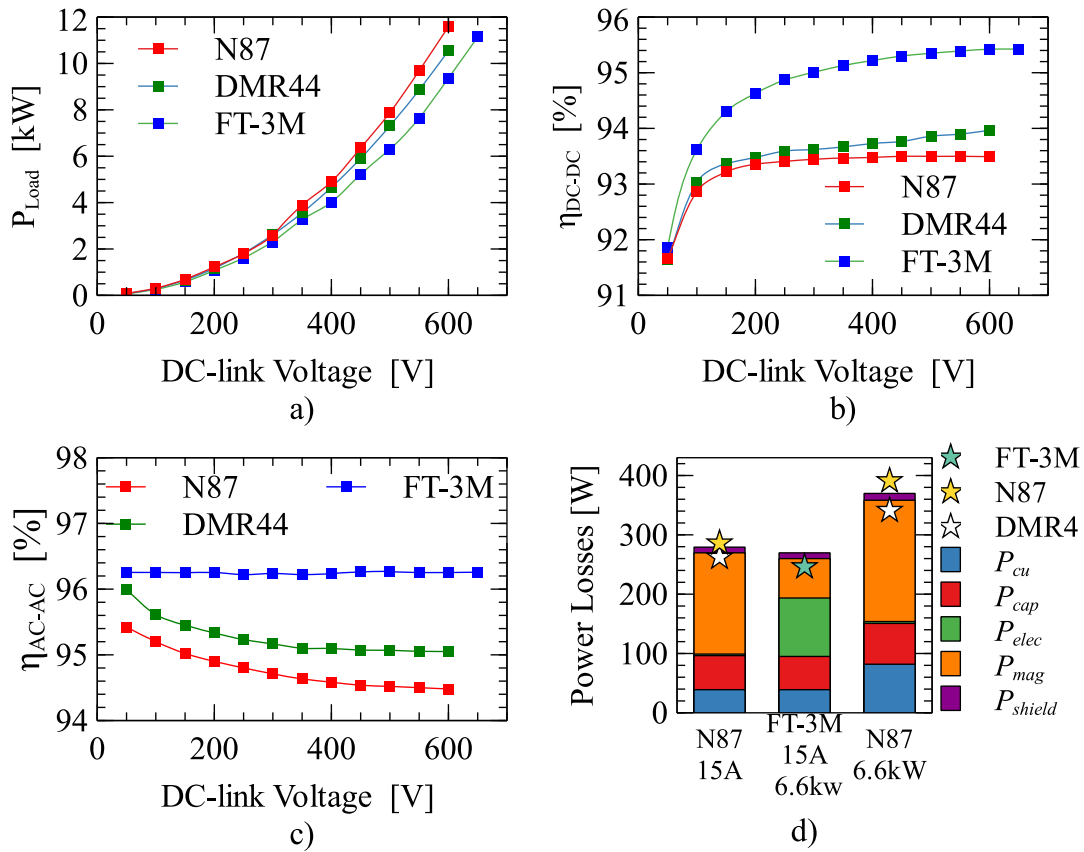 12
10
8
6
4
2
0
P_Load [kW]
N87
DMR44
FT-3M
0 200 400 600
DC-link Voltage [V]
a)
96
95
94
93
92
91
η_DC-DC [%]
N87
DMR44
FT-3M
0 200 400 600
DC-link Voltage [V]
b)
98
97
96
95
94
η_AC-AC [%]
N87 FT-3M
DMR44
0 200 400 600
DC-link Voltage [V]
c)
400
300
200
100
0
Power Losses [W]
N87
15A
FT-3M
15A
6.6kw
N87
6.6kW
FT-3M
N87
DMR4
P_cu
P_cap
P_elec
P_mag
P_shield
d)